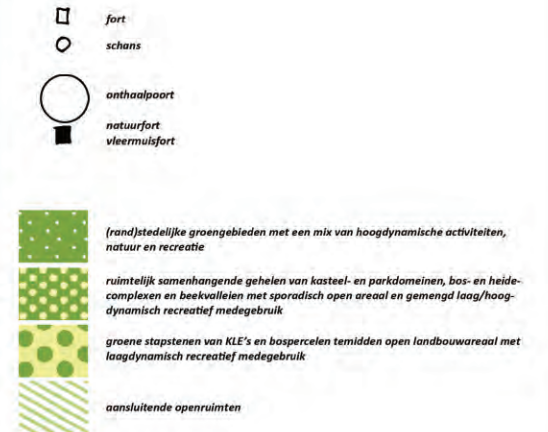 fort
schans
onthaalpoort
natuurfort
vleermuisfort
(rand)stedelijke groengebieden met een mix van hoogdynamische activiteiten,
natuur en recreatie
ruimtelijk samenhangende gehelen van kasteel- en parkdomeinen, bos- en heide-
complexen en beekvalleien met sporadisch open areaal en gemengd laag/hoog-
dynamisch recreatief medegebruik
groene stapstenen van KLE's en bospercelen temidden open landbouwareaal met
laagdynamisch recreatief medegebruik
aansluitende openruimten